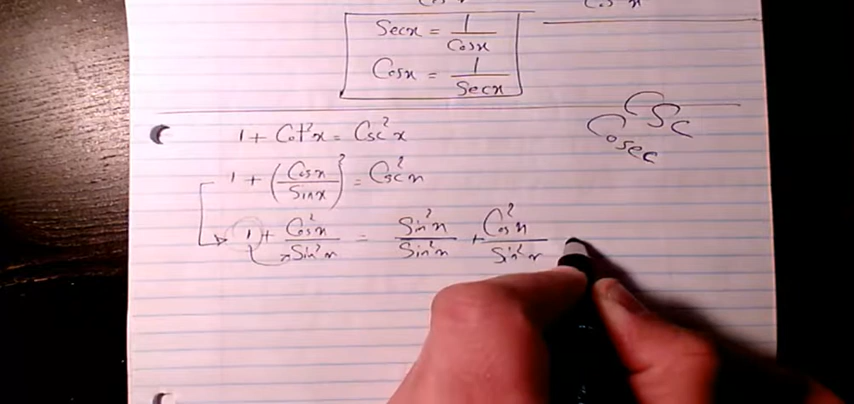 Secx = 1/Cosx
Cosx = 1/Secx
1 + Cot²x = Csc²x
Csc
Cosec
1 + (Cosx/Sinx)² = Csc²x
1 + Cos²x/Sin²x = Sin²x/Sin²x + Cos²x/Sin²x